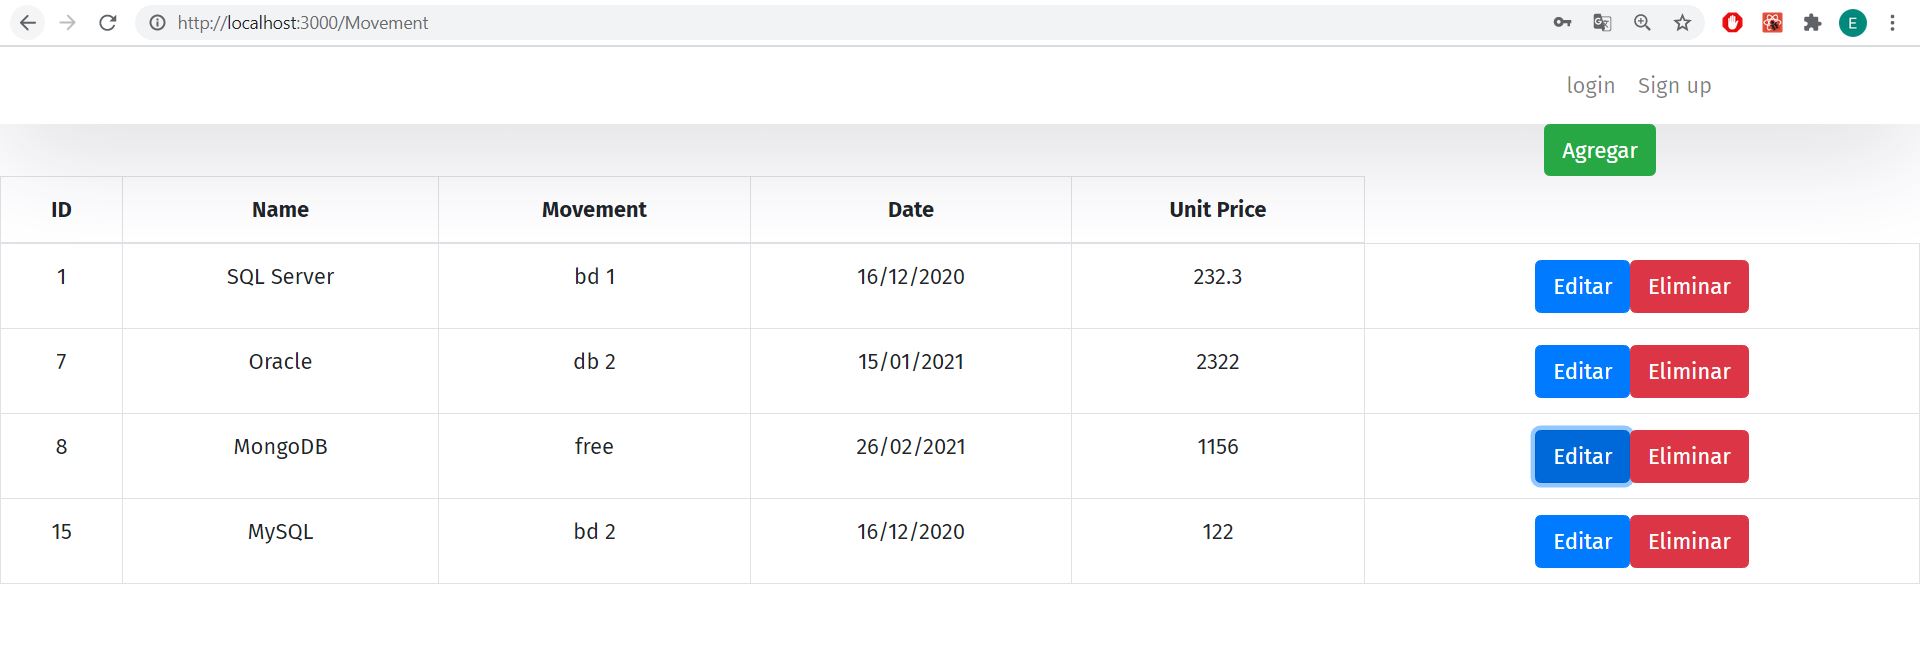 http://localhost:3000/Movement
E
login Sign up
Agregar
ID Name Movement Date Unit Price
1 SQL Server bd 1 16/12/2020 232.3 Editar Eliminar
7 Oracle db 2 15/01/2021 2322 Editar Eliminar
8 MongoDB free 26/02/2021 1156 Editar Eliminar
15 MySQL bd 2 16/12/2020 122 Editar Eliminar